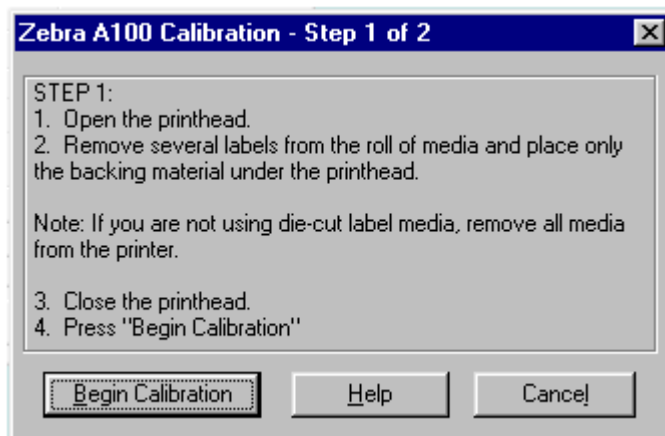 Zebra A100 Calibration - Step 1 of 2
STEP 1:
1. Open the printhead.
2. Remove several labels from the roll of media and place only
the backing material under the printhead.
Note: If you are not using die-cut label media, remove all media
from the printer.
3. Close the printhead.
4. Press "Begin Calibration"
Begin Calibration
Help
Cancel